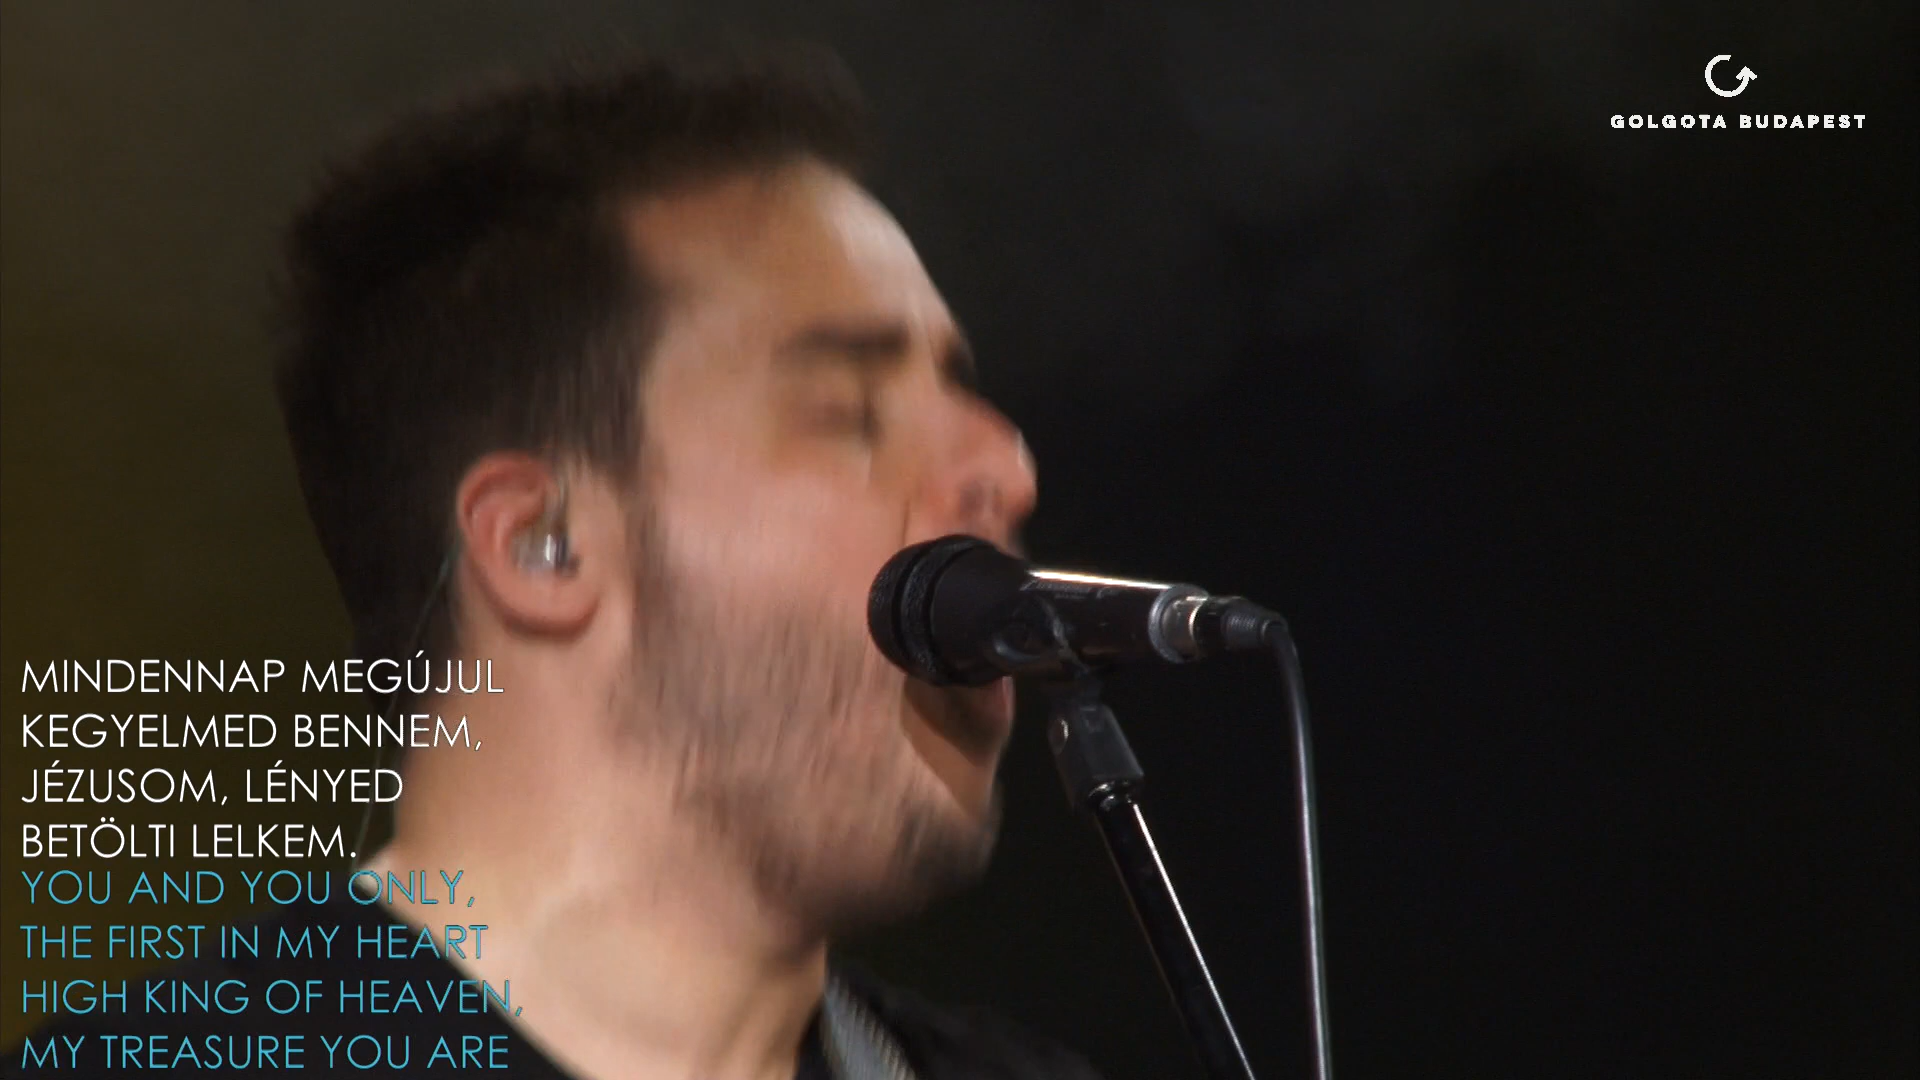 GOLGOTA BUDAPEST
MINDENNAP MEGÚJUL
KEGYELMED BENNEM,
JÉZUSOM, LÉNYED
BETÖLTI LELKEM.
YOU AND YOU ONLY,
THE FIRST IN MY HEART
HIGH KING OF HEAVEN,
MY TREASURE YOU ARE